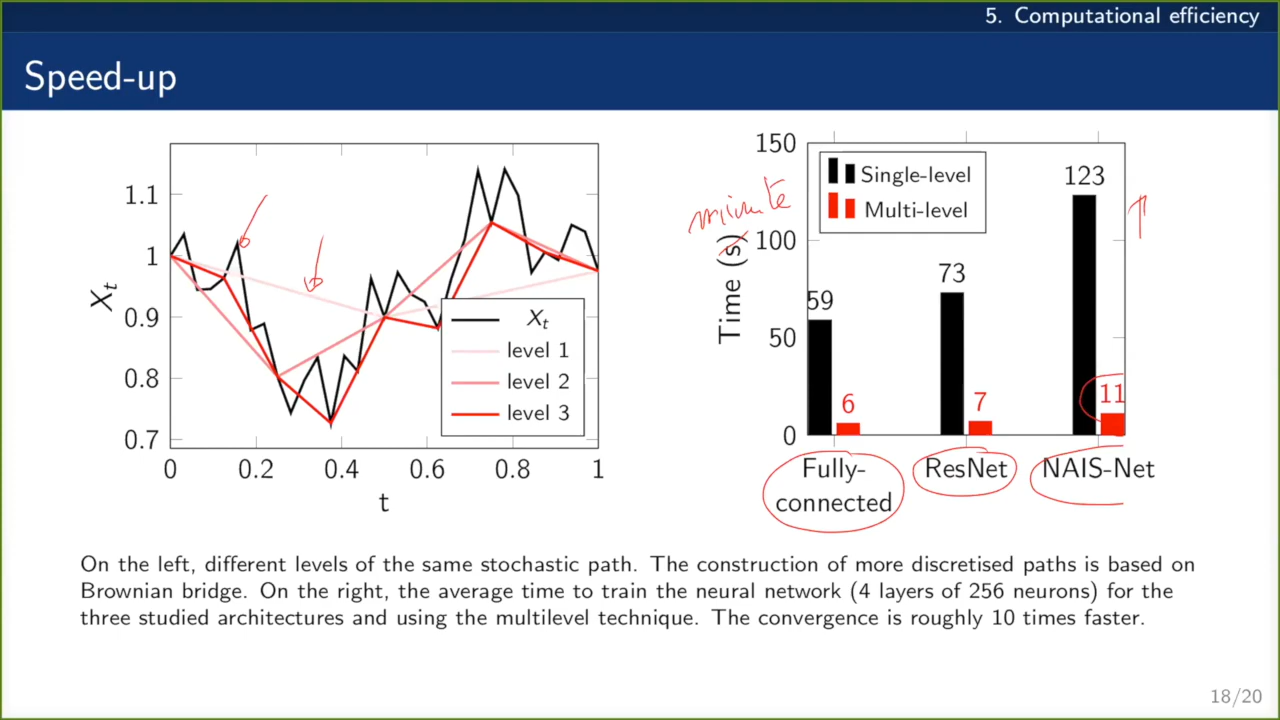 5. Computational efficiency
Speed-up
1.1
1
0.9
0.8
0.7
X_t
0
0.2
0.4
0.6
0.8
1
t
X_t
level 1
level 2
level 3
150
100
50
0
minute
Time (s)
Single-level
Multi-level
59
6
73
7
123
11
Fully-
connected
ResNet
NAIS-Net
On the left, different levels of the same stochastic path. The construction of more discretised paths is based on
Brownian bridge. On the right, the average time to train the neural network (4 layers of 256 neurons) for the
three studied architectures and using the multilevel technique. The convergence is roughly 10 times faster.
18/20